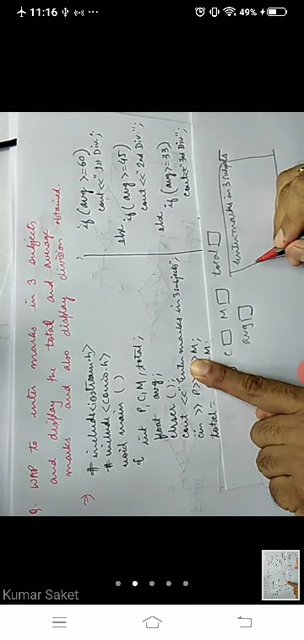 11:16
49%
9. WAP to enter marks in 3 subjects
and display the total and average
marks and also display division obtained.
=>
# include<iostream.h>
# include <conio.h>
void main ( )
{ int P, C, M, total;
float avg;
clrscr ( );
cout << "Enter marks in 3 subjects";
cin >> P>> M;
total =
if (avg >=60)
cout << "1st Div";
else if (avg >=45)
cout << "2nd Div";
else if (avg >=33)
cout << "3rd Div";
C M total
avg
Enter marks in 3 subjects
Kumar Saket